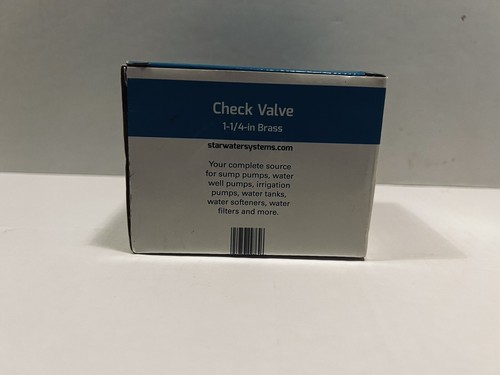 Check Valve
1-1/4-in Brass
starwatersystems.com
Your complete source
for sump pumps, water
well pumps, irrigation
pumps, water tanks,
water softeners, water
filters and more.